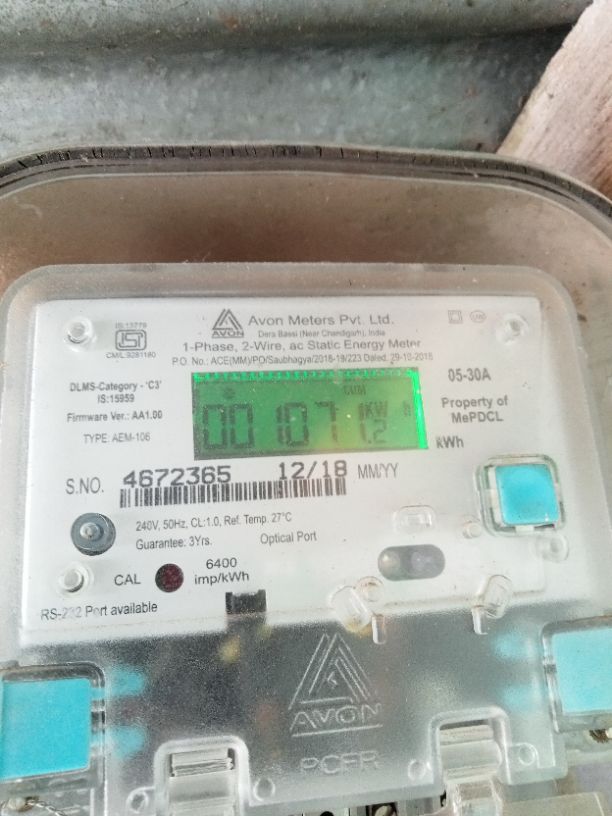 IS:13779
ISI
CM/L:9281180
AVON
Avon Meters Pvt. Ltd.
Dera Bassi (Near Chandigarh), India
1-Phase, 2-Wire, ac Static Energy Meter
P.O. No.: ACE(MM)/PD/Saubhagya/2018-19/223 Dated. 29-10-2018
DLMS-Category - 'C3'
IS:15959
Firmware Ver.: AA1.00
TYPE: AEM-106
CUM
001071.2
KW h
kWh
05-30A
Property of
MePDCL
S.NO. 4672365 12/18 MM/YY
240V, 50Hz, CL:1.0, Ref. Temp. 27°C
Guarantee: 3Yrs. Optical Port
CAL 6400
imp/kWh
RS-232 Port available
AVON
PCFR